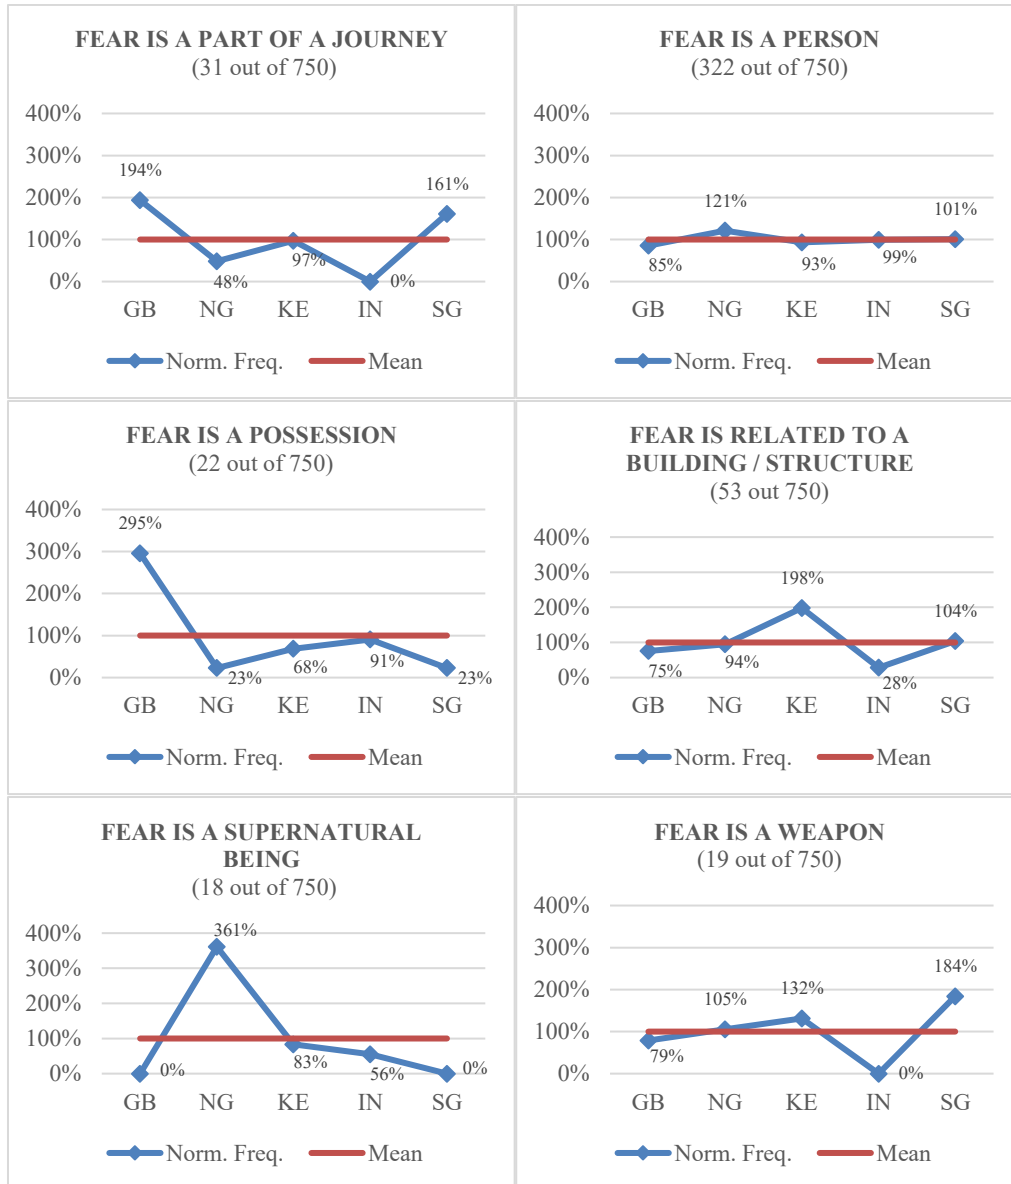 FEAR IS A PART OF A JOURNEY
(31 out of 750)
400%
300%
200%
100%
0%
194%
48%
97%
0%
161%
GB NG KE IN SG
Norm. Freq. Mean
FEAR IS A PERSON
(322 out of 750)
400%
300%
200%
100%
0%
85%
121%
93%
99%
101%
GB NG KE IN SG
Norm. Freq. Mean
FEAR IS A POSSESSION
(22 out of 750)
400%
300%
200%
100%
0%
295%
23%
68%
91%
23%
GB NG KE IN SG
Norm. Freq. Mean
FEAR IS RELATED TO A
BUILDING / STRUCTURE
(53 out 750)
400%
300%
200%
100%
0%
75%
94%
198%
28%
104%
GB NG KE IN SG
Norm. Freq. Mean
FEAR IS A SUPERNATURAL
BEING
(18 out of 750)
400%
300%
200%
100%
0%
0%
361%
83%
56%
0%
GB NG KE IN SG
Norm. Freq. Mean
FEAR IS A WEAPON
(19 out of 750)
400%
300%
200%
100%
0%
79%
105%
132%
0%
184%
GB NG KE IN SG
Norm. Freq. Mean